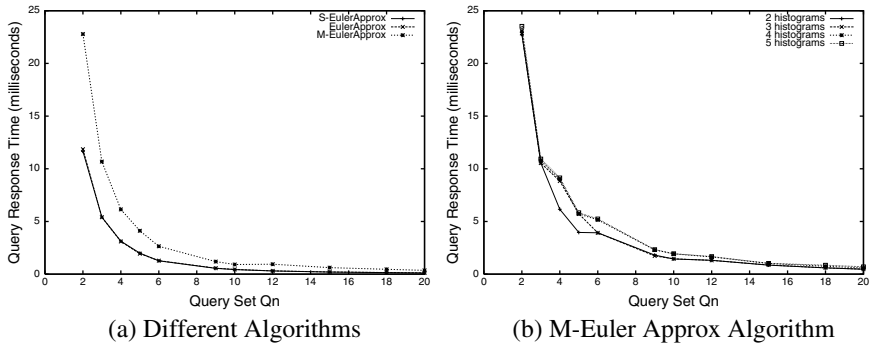 25
20
15
10
5
0
Query Response Time (milliseconds)
S-EulerApprox
EulerApprox
M-EulerApprox
0 2 4 6 8 10 12 14 16 18 20
Query Set Qn
(a) Different Algorithms
25
20
15
10
5
0
Query Response Time (milliseconds)
2 histograms
3 histograms
4 histograms
5 histograms
0 2 4 6 8 10 12 14 16 18 20
Query Set Qn
(b) M-Euler Approx Algorithm